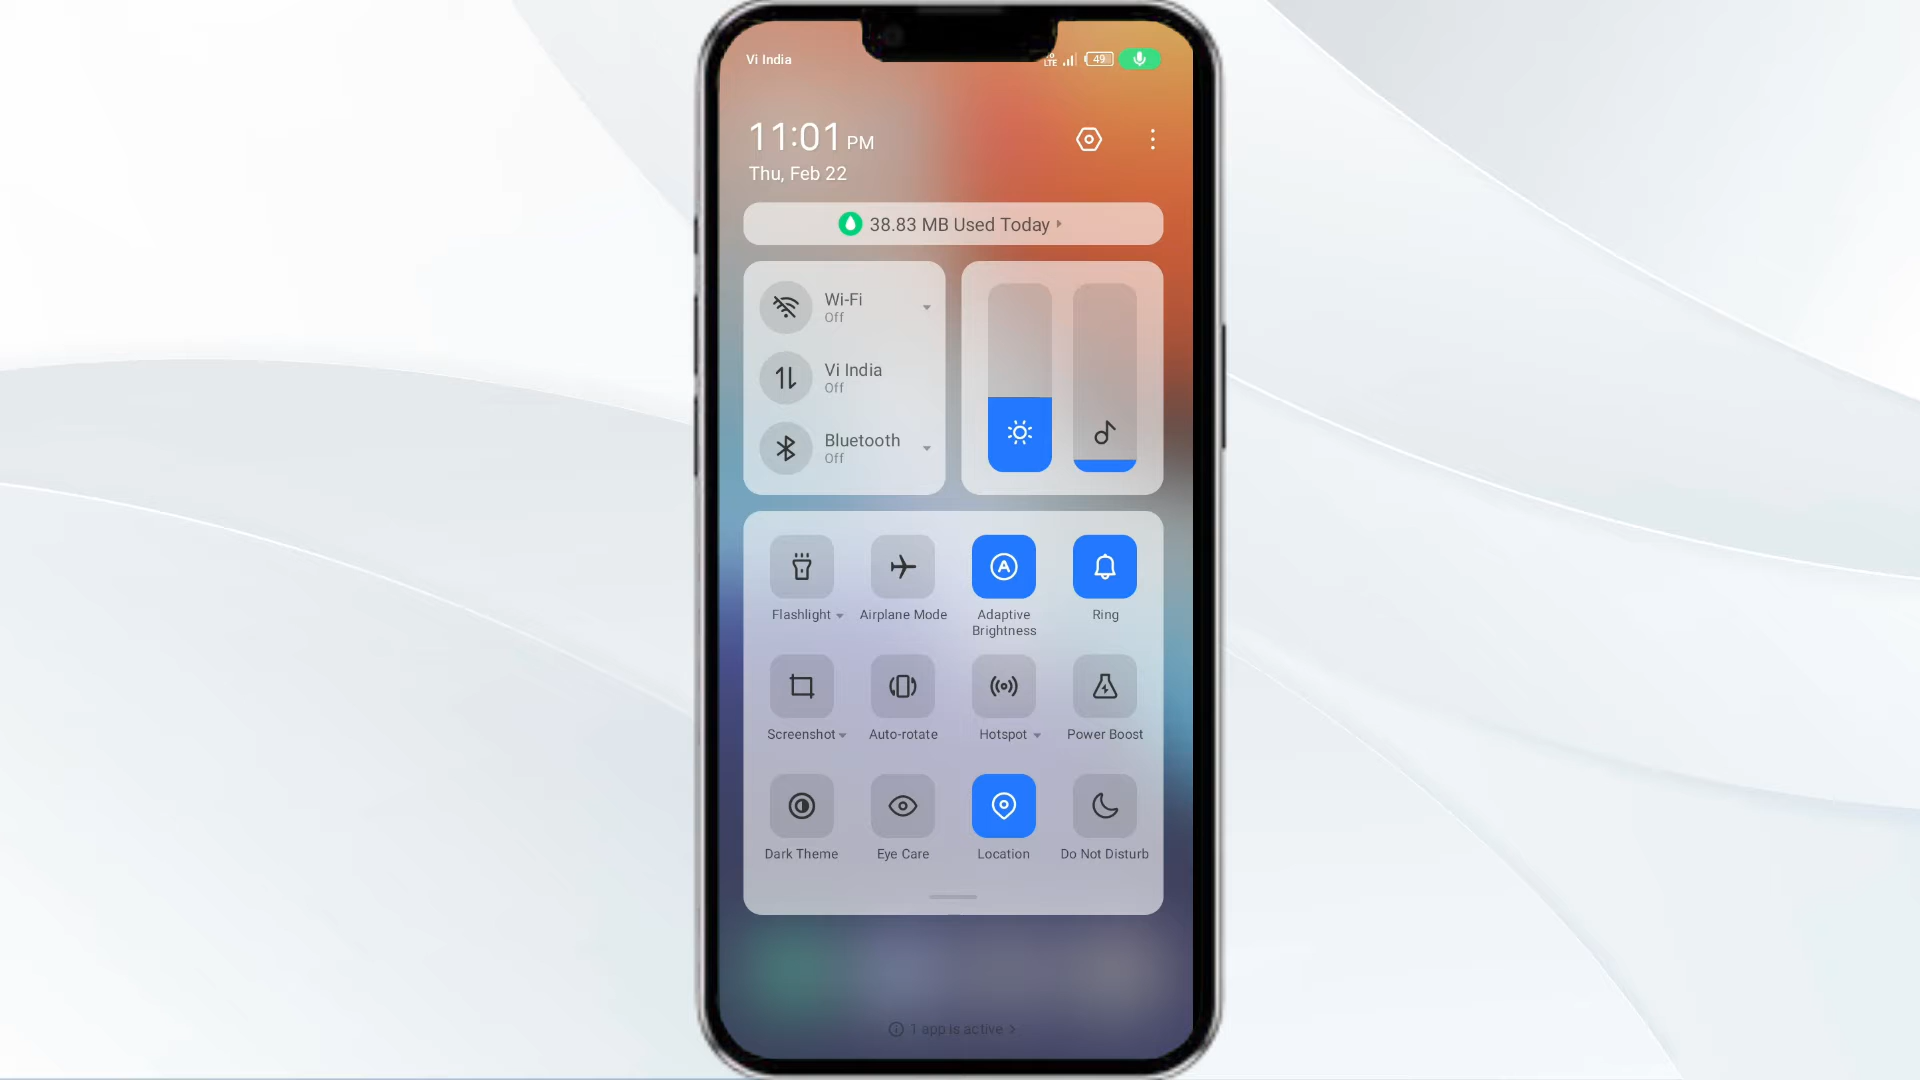 Vi India
LTE 49
11:01 PM
Thu, Feb 22
38.83 MB Used Today
Wi-Fi
Off
Vi India
Off
Bluetooth
Off
Flashlight Airplane Mode Adaptive Brightness Ring
Screenshot Auto-rotate Hotspot Power Boost
Dark Theme Eye Care Location Do Not Disturb
1 app is active